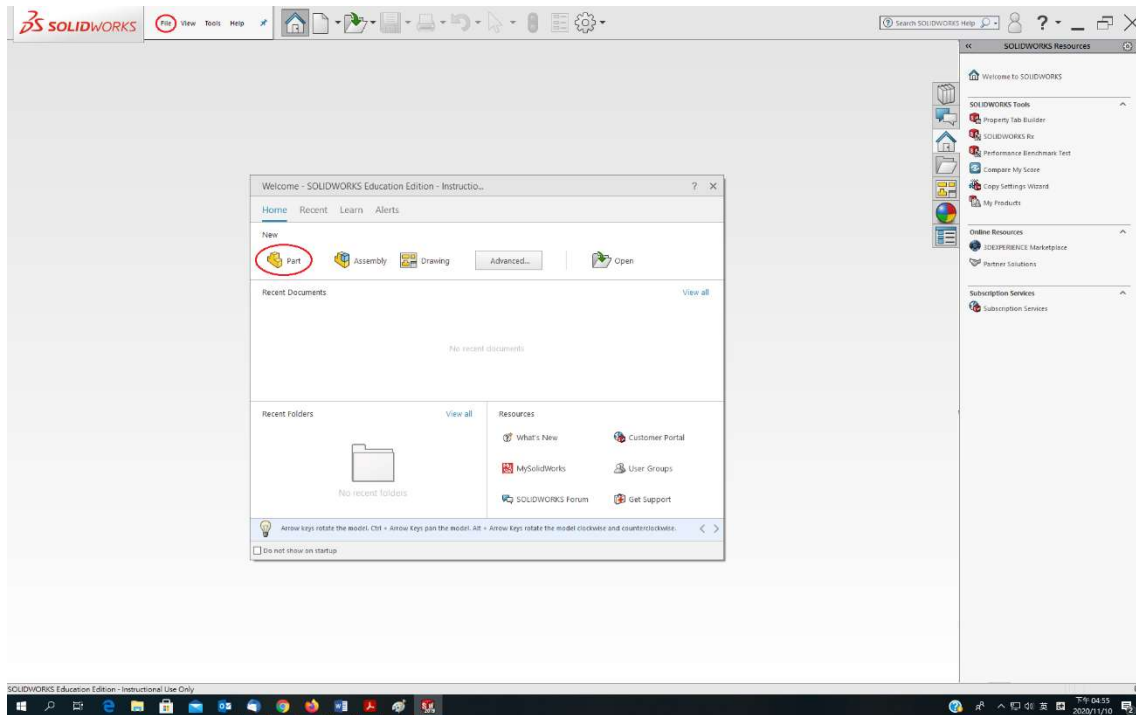 SOLIDWORKS File View Tools Help Search SOLIDWORKS Help ?
SOLIDWORKS Resources
Welcome to SOLIDWORKS
SOLIDWORKS Tools
Property Tab Builder
SOLIDWORKS Rx
Performance Benchmark Test
Compare My Score
Copy Settings Wizard
My Products
Online Resources
3DEXPERIENCE Marketplace
Partner Solutions
Subscription Services
Subscription Services
Welcome - SOLIDWORKS Education Edition - Instructio... ?
Home Recent Learn Alerts
New
Part Assembly Drawing Advanced... Open
Recent Documents View all
No recent documents
Recent Folders View all
No recent folders
Resources
What's New Customer Portal
MySolidWorks User Groups
SOLIDWORKS Forum Get Support
Arrow keys rotate the model. Ctrl + Arrow Keys pan the model. Alt + Arrow Keys rotate the model clockwise and counterclockwise.
Do not show on startup
SOLIDWORKS Education Edition - Instructional Use Only
英 下午 04:55
2020/11/10